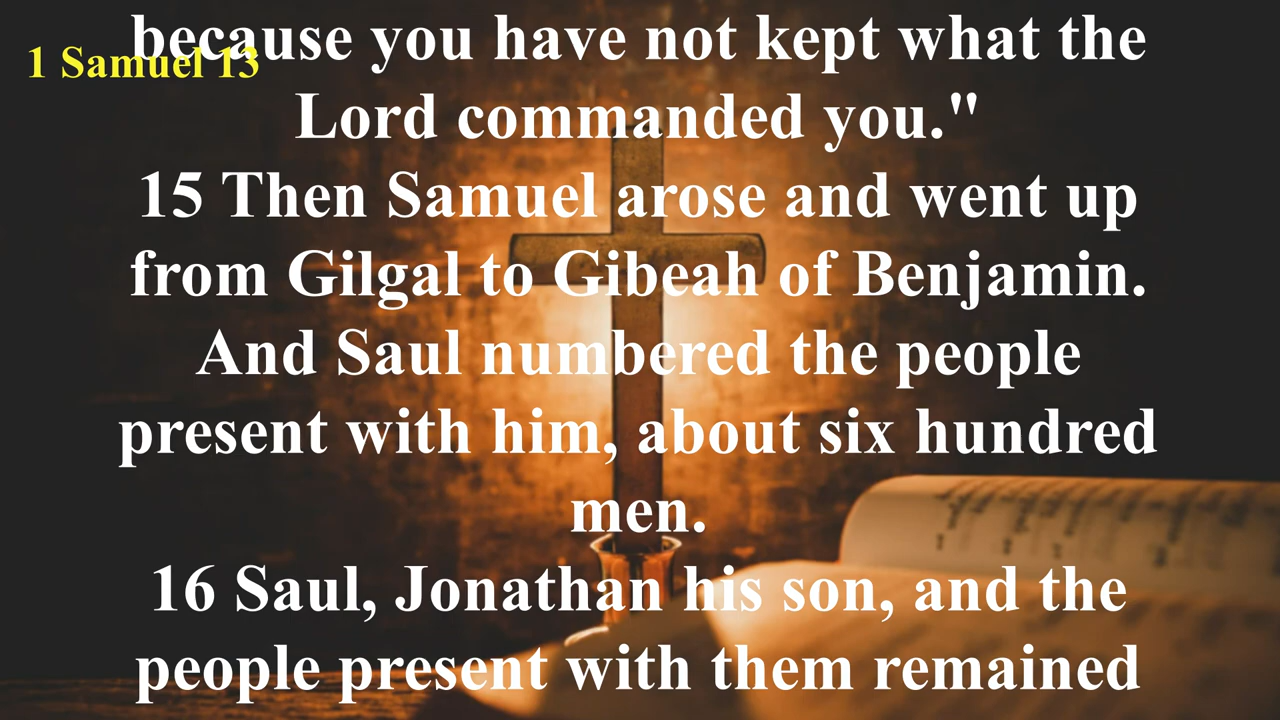 because you have not kept what the
1 Samuel 13
Lord commanded you."
15 Then Samuel arose and went up
from Gilgal to Gibeah of Benjamin.
And Saul numbered the people
present with him, about six hundred
men.
16 Saul, Jonathan his son, and the
people present with them remained